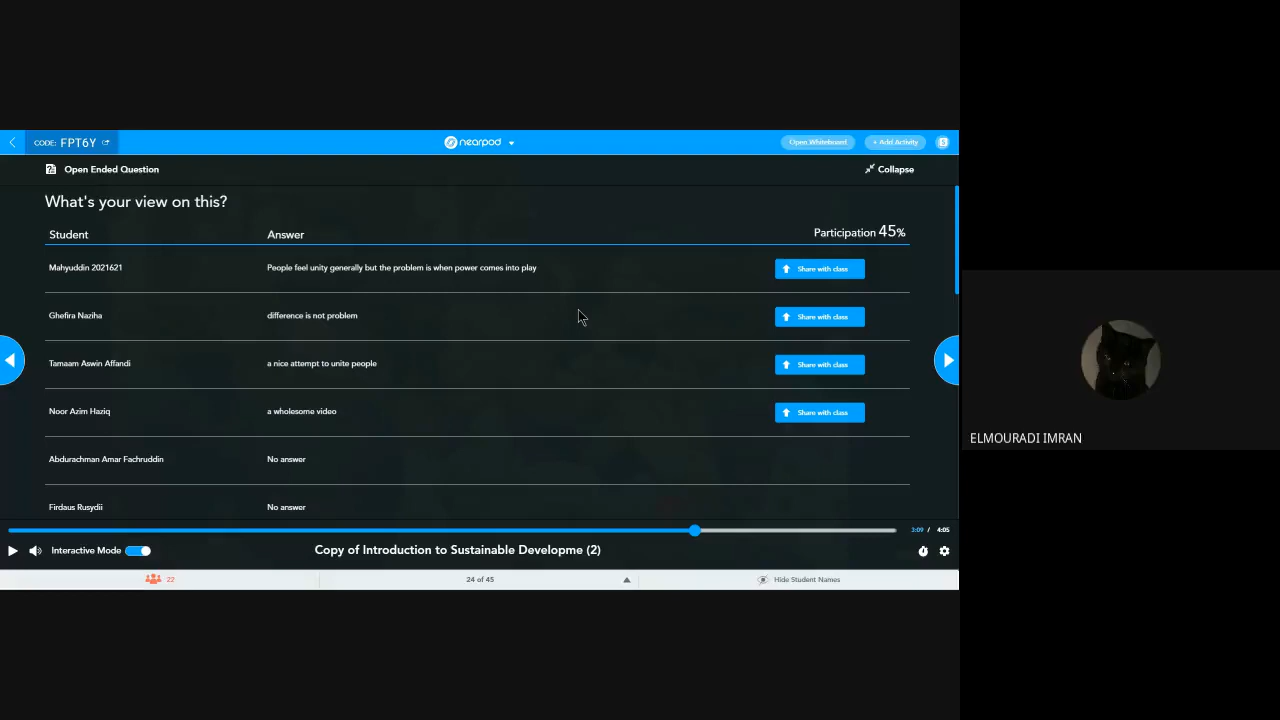 CODE: FPT6Y
nearpod
Open Whiteboard
+ Add Activity
Open Ended Question
Collapse
What's your view on this?
Student Answer Participation 45%
Mahyuddin 2021621 People feel unity generally but the problem is when power comes into play Share with class
Ghefira Naziha difference is not problem Share with class
Tamaam Aswin Affandi a nice attempt to unite people Share with class
Noor Azim Haziq a wholesome video Share with class
Abdurachman Amar Fachruddin No answer
Firdaus Rusydii No answer
3:09 / 4:05
Interactive Mode Copy of Introduction to Sustainable Developme (2)
22 24 of 45 Hide Student Names
ELMOURADI IMRAN